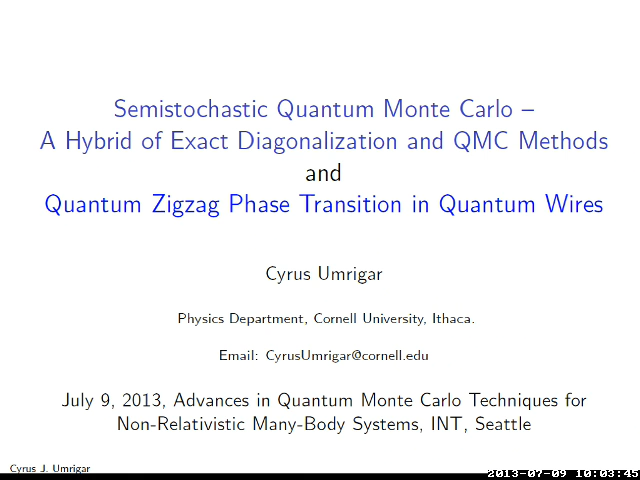 Semistochastic Quantum Monte Carlo –
A Hybrid of Exact Diagonalization and QMC Methods
and
Quantum Zigzag Phase Transition in Quantum Wires
Cyrus Umrigar
Physics Department, Cornell University, Ithaca.
Email: CyrusUmrigar@cornell.edu
July 9, 2013, Advances in Quantum Monte Carlo Techniques for
Non-Relativistic Many-Body Systems, INT, Seattle
Cyrus J. Umrigar
2013-07-09 10:03:45